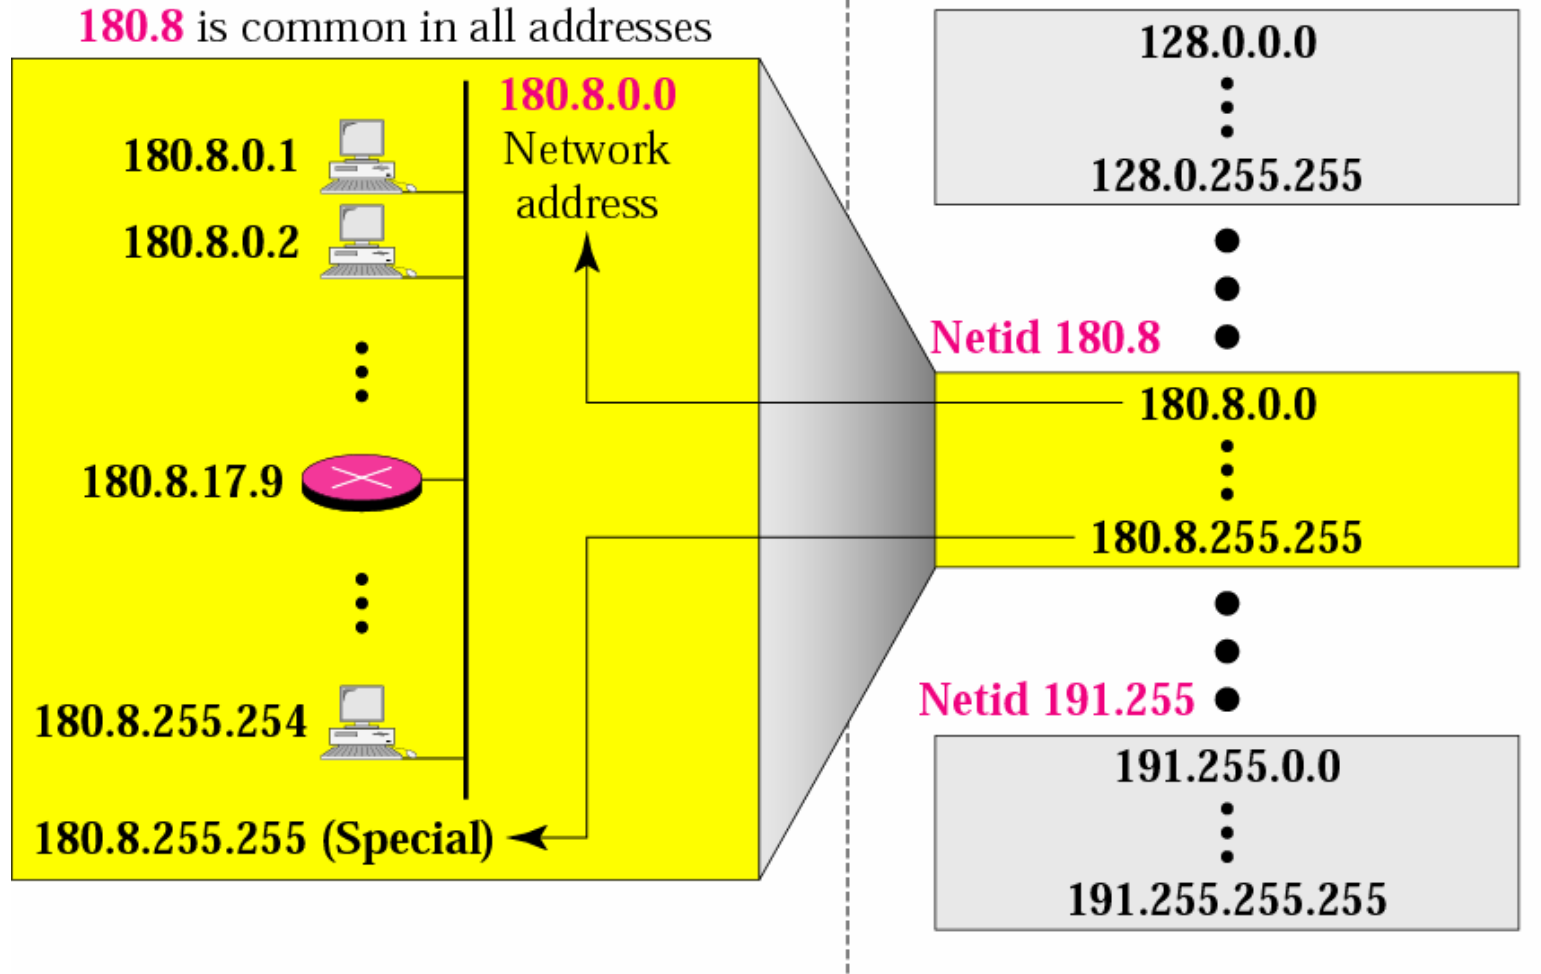 180.8 is common in all addresses
180.8.0.0
Network
address
180.8.0.1
180.8.0.2
180.8.17.9
180.8.255.254
180.8.255.255 (Special)
128.0.0.0
128.0.255.255
Netid 180.8
180.8.0.0
180.8.255.255
Netid 191.255
191.255.0.0
191.255.255.255